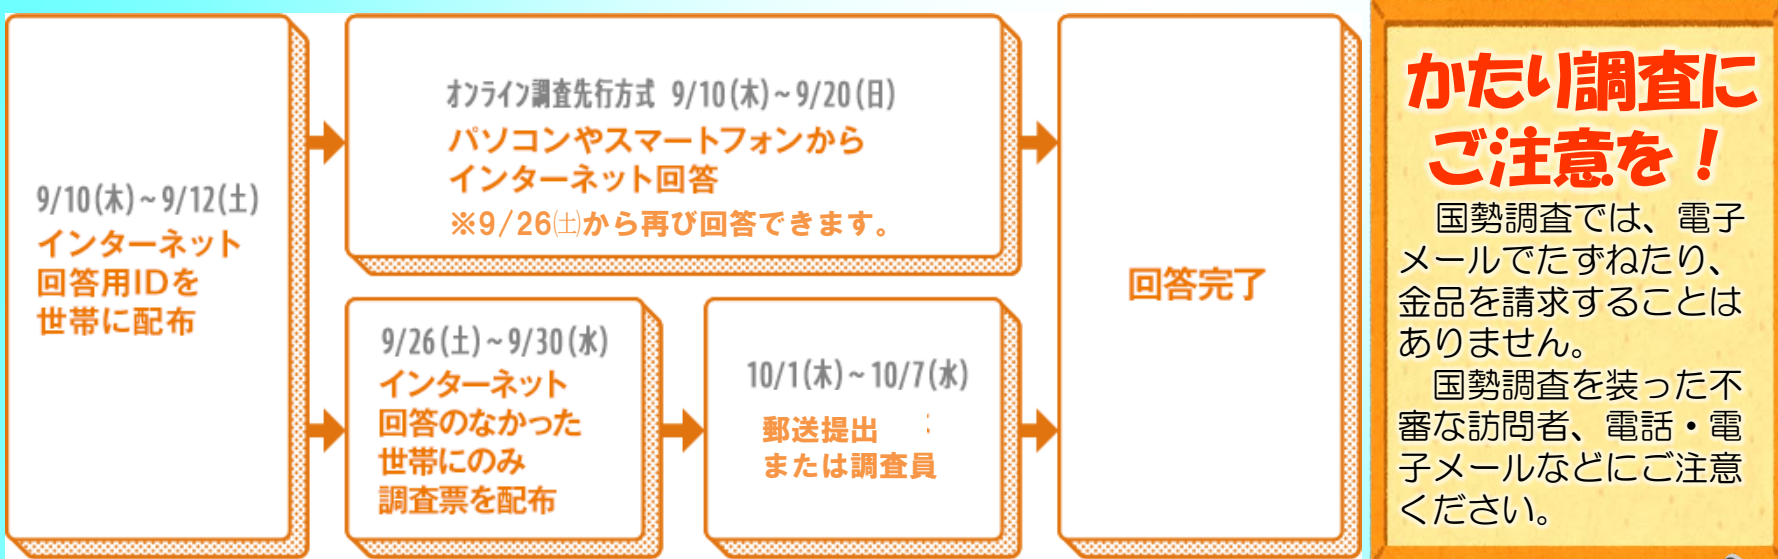 9/10(木)~9/12(土)
インターネット
回答用IDを
世帯に配布
オンライン調査先行方式 9/10(木)~9/20(日)
パソコンやスマートフォンから
インターネット回答
※9/26㈯から再び回答できます。
9/26(土)~9/30(水)
インターネット
回答のなかった
世帯にのみ
調査票を配布
10/1(木)~10/7(水)
郵送提出
または調査員
回答完了
かたり調査に
ご注意を！
国勢調査では、電子
メールでたずねたり、
金品を請求することは
ありません。
国勢調査を装った不
審な訪問者、電話・電
子メールなどにご注意
ください。